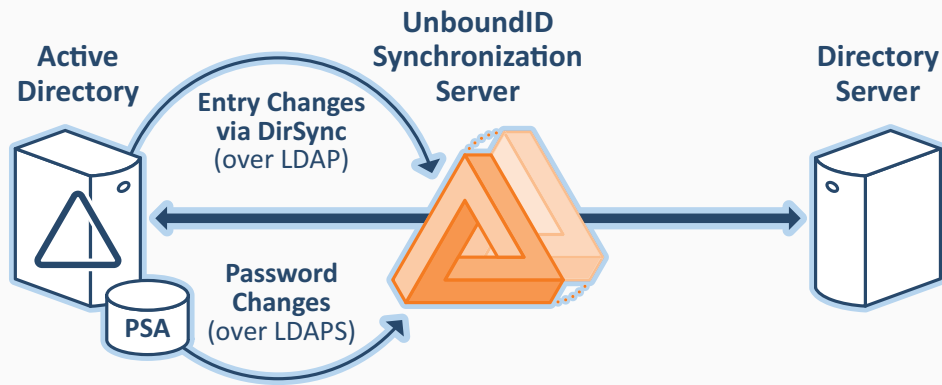 Active
Directory
UnboundID
Synchronization
Server
Directory
Server
Entry Changes
via DirSync
(over LDAP)
Password
Changes
(over LDAPS)
PSA